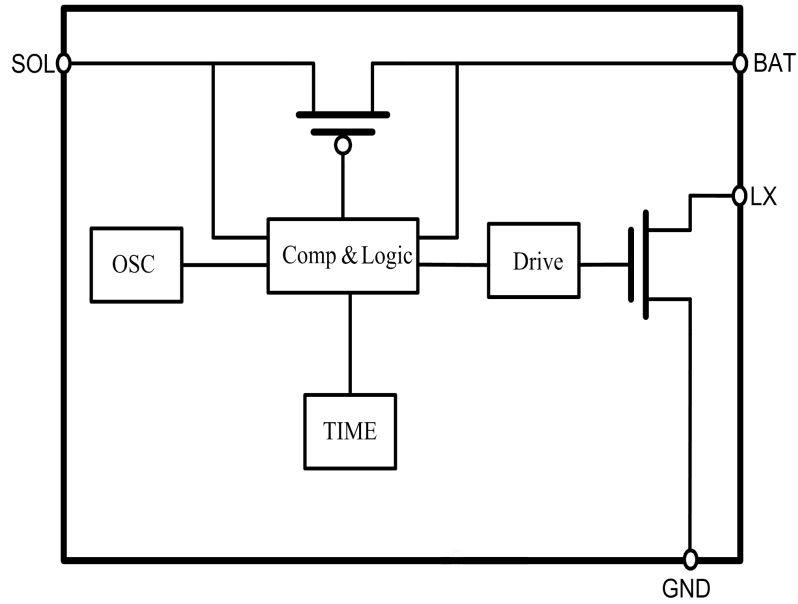 SOL
BAT
LX
OSC
Comp & Logic
Drive
TIME
GND